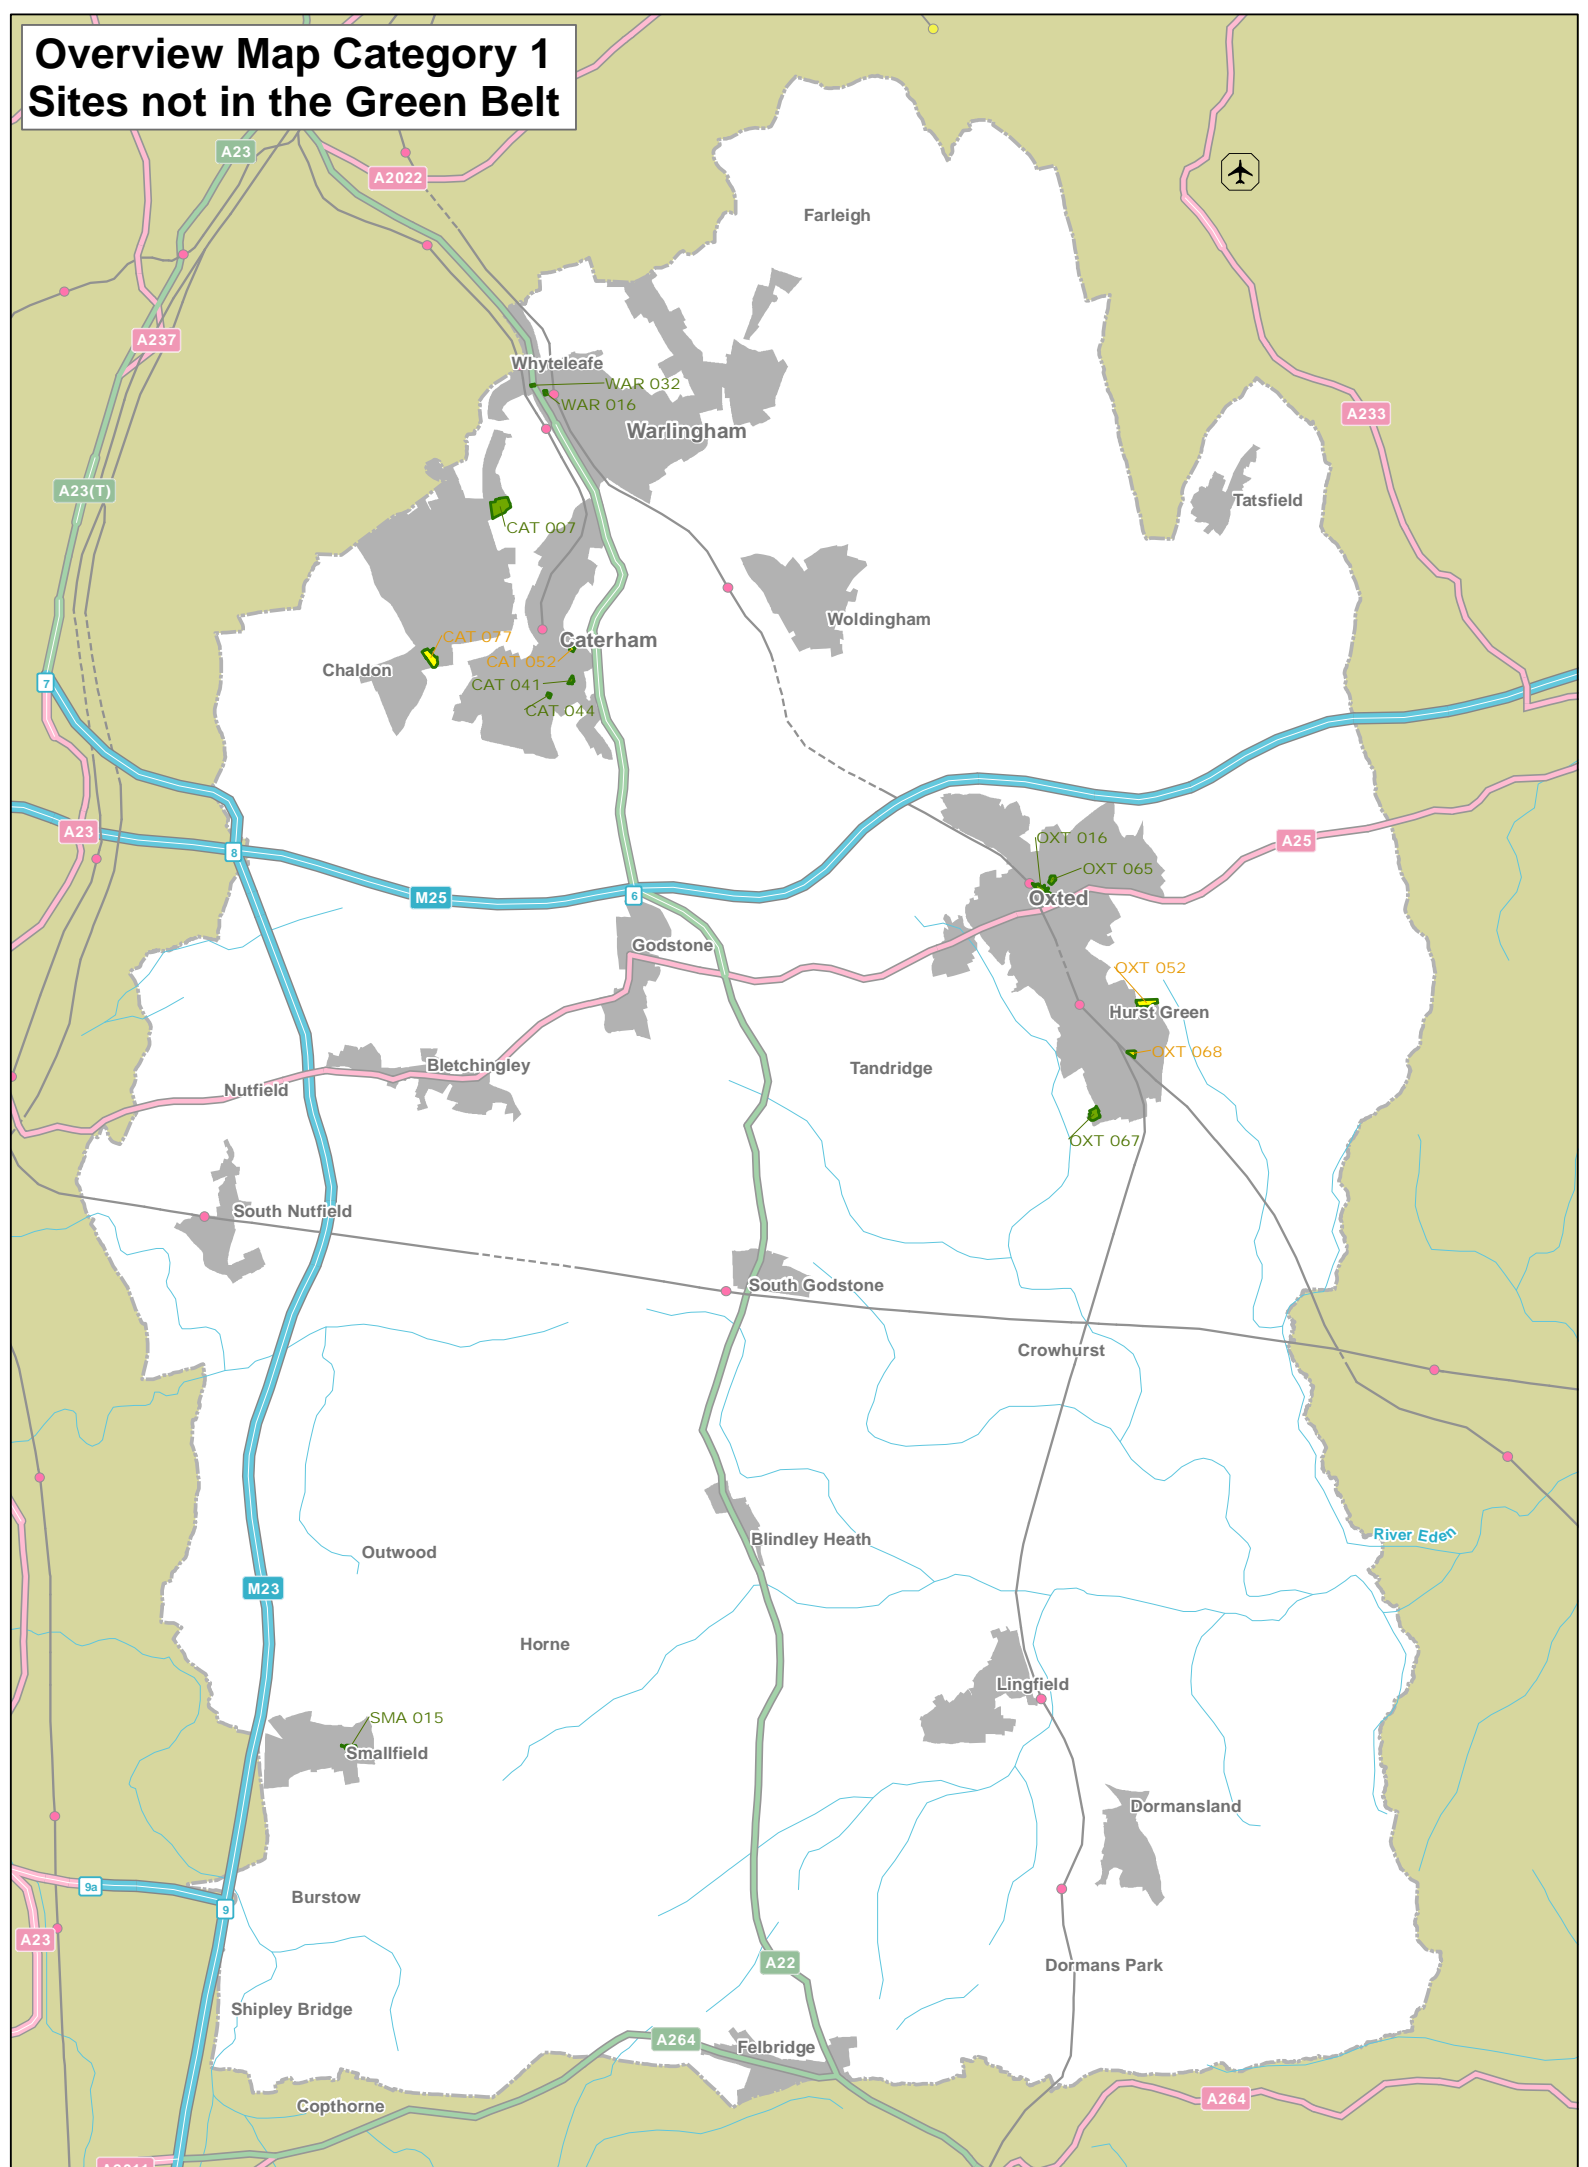 Overview Map Category 1
Sites not in the Green Belt
A23
A2022
Farleigh
A237
Whyteleafe
WAR 032
WAR 016
A233
Warlingham
A23(T)
Tatsfield
CAT 007
Woldingham
CAT 077
Caterham
CAT 052
Chaldon
CAT 041
7
CAT 044
A23
OXT 016
A25
8
OXT 065
M25
6
Oxted
Godstone
OXT 052
Hurst Green
OXT 068
Bletchingley
Tandridge
Nutfield
OXT 067
South Nutfield
South Godstone
Crowhurst
River Eden
Blindley Heath
Outwood
M23
Horne
Lingfield
SMA 015
Smallfield
Dormansland
9a
Burstow
9
A23
A22
Dormans Park
Shipley Bridge
A264
Felbridge
A264
Copthorne